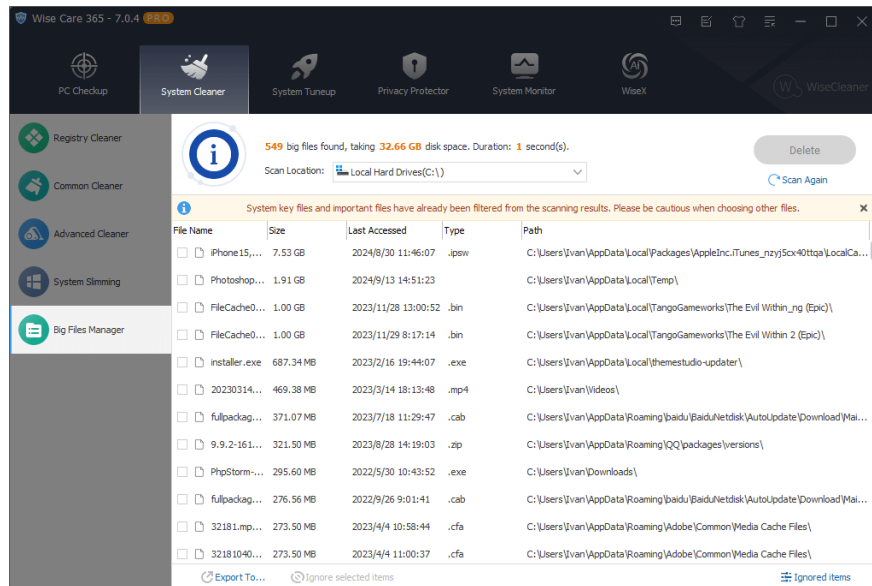 Wise Care 365 - 7.0.4 PRO
PC Checkup
System Cleaner
System Tuneup
Privacy Protector
System Monitor
AI
WiseX
W WiseCleaner
Registry Cleaner
Common Cleaner
Advanced Cleaner
System Slimming
Big Files Manager
549 big files found, taking 32.66 GB disk space. Duration: 1 second(s).
Delete
Scan Location: Local Hard Drives(C:\)
Scan Again
System key files and important files have already been filtered from the scanning results. Please be cautious when choosing other files.
File Name Size Last Accessed Type Path
iPhone15,... 7.53 GB 2024/8/30 11:46:07 .ipsw C:\Users\Ivan\AppData\Local\Packages\AppleInc.iTunes_nzyj5cx40ttqa\LocalCa...
Photoshop... 1.91 GB 2024/9/13 14:51:23 C:\Users\Ivan\AppData\Local\Temp\
FileCache0... 1.00 GB 2023/11/28 13:00:52 .bin C:\Users\Ivan\AppData\Local\TangoGameworks\The Evil Within_ng (Epic)\
FileCache0... 1.00 GB 2023/11/29 8:17:14 .bin C:\Users\Ivan\AppData\Local\TangoGameworks\The Evil Within 2 (Epic)\
installer.exe 687.34 MB 2023/2/16 19:44:07 .exe C:\Users\Ivan\AppData\Local\themestudio-updater\
20230314... 469.38 MB 2023/3/14 18:13:48 .mp4 C:\Users\Ivan\Videos\
fullpackag... 371.07 MB 2023/7/18 11:29:47 .cab C:\Users\Ivan\AppData\Roaming\baidu\BaiduNetdisk\AutoUpdate\Download\Mai...
9.9.2-161... 321.50 MB 2023/8/28 14:19:03 .zip C:\Users\Ivan\AppData\Roaming\QQ\packages\versions\
PhpStorm-... 295.60 MB 2022/5/30 10:43:52 .exe C:\Users\Ivan\Downloads\
fullpackag... 276.56 MB 2022/9/26 9:01:41 .cab C:\Users\Ivan\AppData\Roaming\baidu\BaiduNetdisk\AutoUpdate\Download\Mai...
32181.mp... 273.50 MB 2023/4/4 10:58:44 .cfa C:\Users\Ivan\AppData\Roaming\Adobe\Common\Media Cache Files\
32181040... 273.50 MB 2023/4/4 11:00:37 .cfa C:\Users\Ivan\AppData\Roaming\Adobe\Common\Media Cache Files\
Export To... Ignore selected items Ignored items